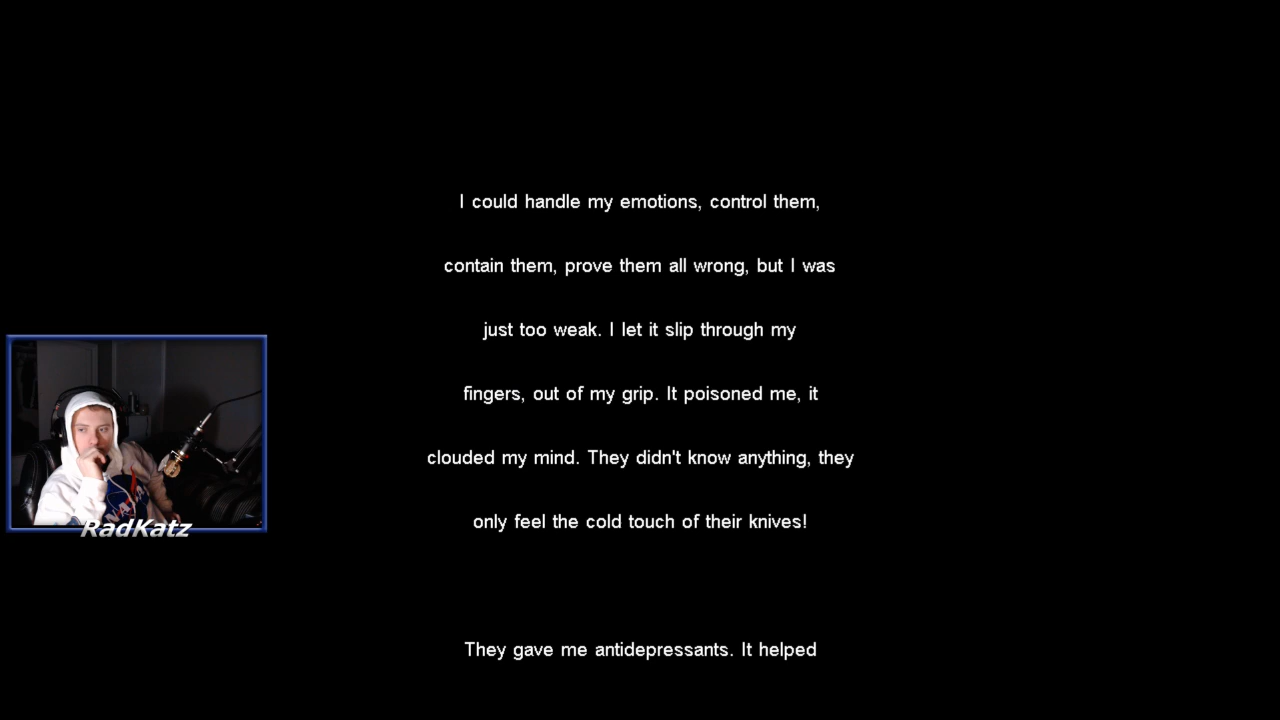 I could handle my emotions, control them,
contain them, prove them all wrong, but I was
just too weak. I let it slip through my
fingers, out of my grip. It poisoned me, it
clouded my mind. They didn't know anything, they
only feel the cold touch of their knives!
They gave me antidepressants. It helped
NASA
RadKatz